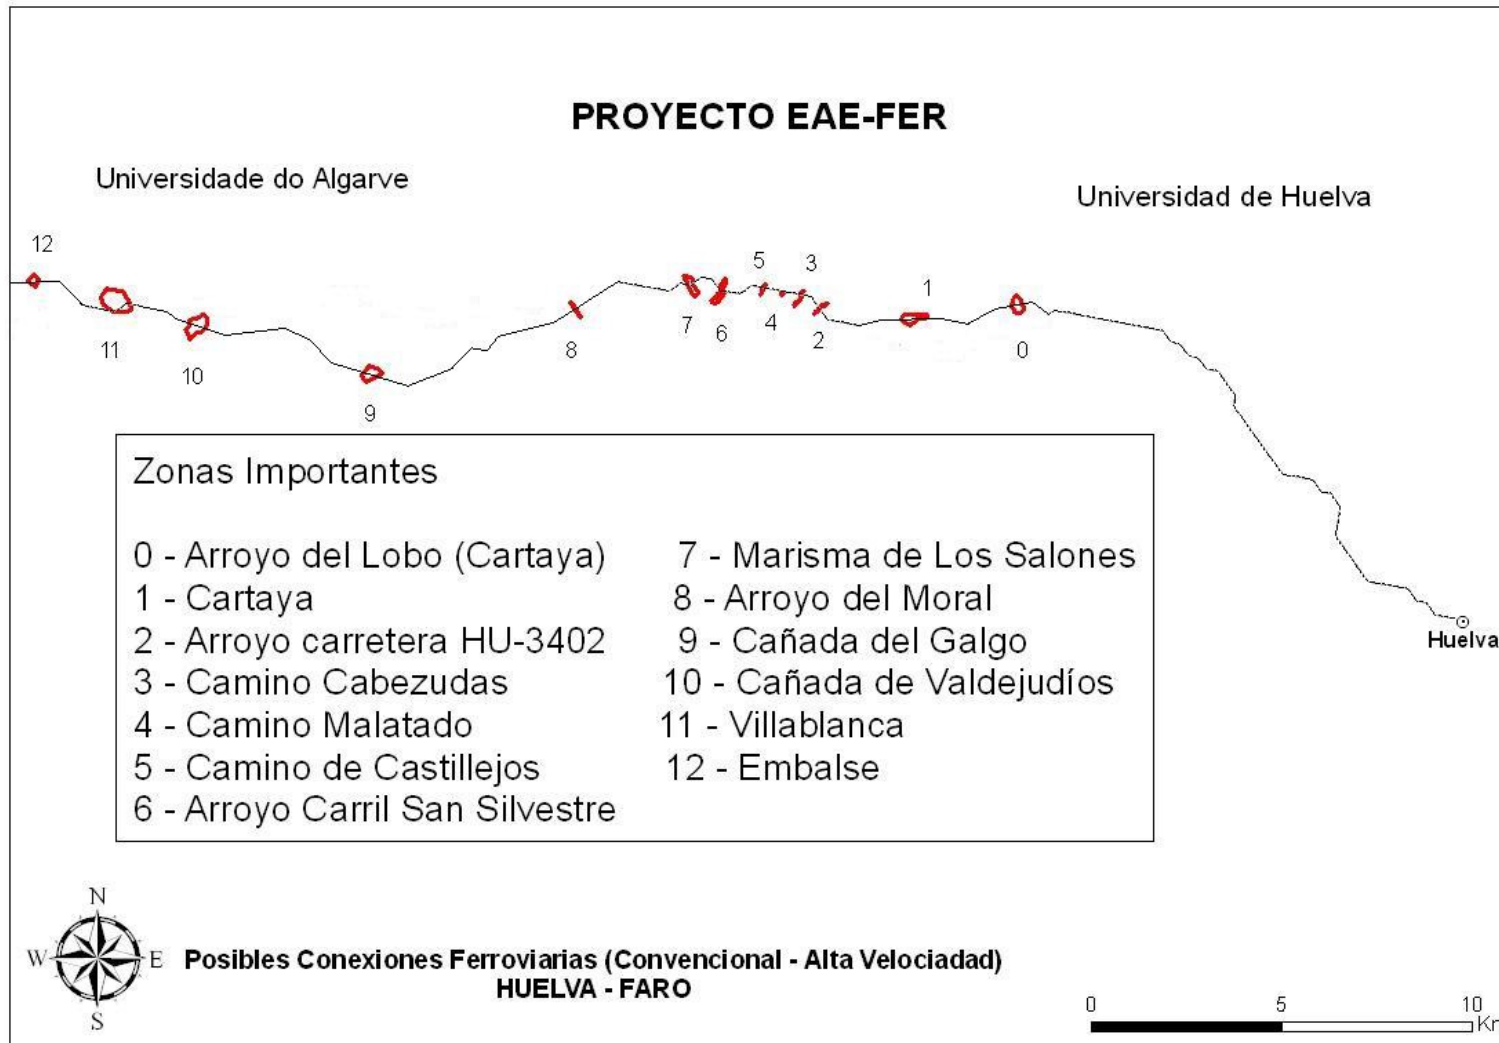 PROYECTO EAE-FER
Universidade do Algarve
Universidad de Huelva
12
11
10
9
8
7
6
5
4
3
2
1
0
Huelva
Zonas Importantes
0 - Arroyo del Lobo (Cartaya)
1 - Cartaya
2 - Arroyo carretera HU-3402
3 - Camino Cabezudas
4 - Camino Malatado
5 - Camino de Castillejos
6 - Arroyo Carril San Silvestre
7 - Marisma de Los Salones
8 - Arroyo del Moral
9 - Cañada del Galgo
10 - Cañada de Valdejudíos
11 - Villablanca
12 - Embalse
N
W
E
S
Posibles Conexiones Ferroviarias (Convencional - Alta Velociadad)
HUELVA - FARO
0 5 10